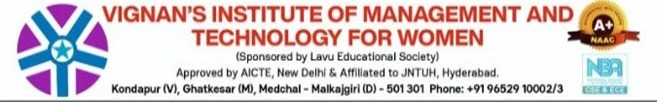 VIGNAN'S INSTITUTE OF MANAGEMENT AND
TECHNOLOGY FOR WOMEN
(Sponsored by Lavu Educational Society)
Approved by AICTE, New Delhi & Affiliated to JNTUH, Hyderabad.
Kondapur (V), Ghatkesar (M), Medchal - Malkajgiri (D) - 501 301 Phone: +91 96529 10002/3
A+
NAAC
NBA
CSE & ECE